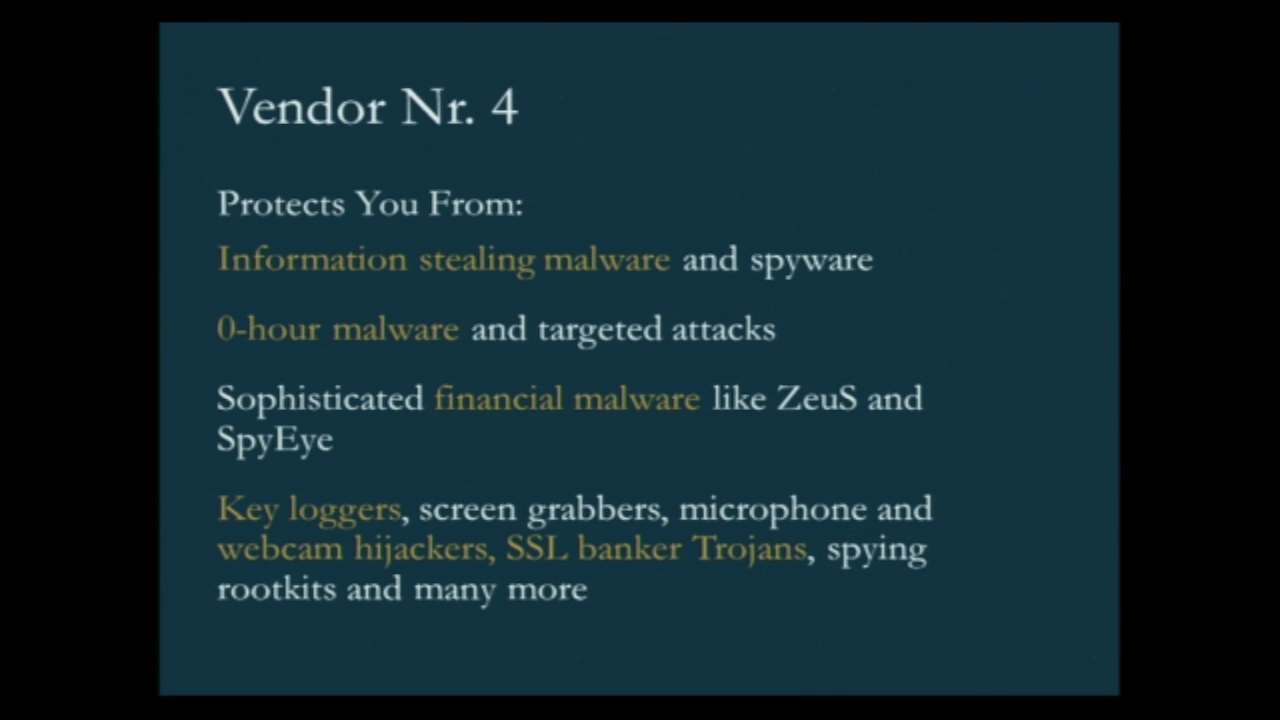 Vendor Nr. 4
Protects You From:
Information stealing malware and spyware
0-hour malware and targeted attacks
Sophisticated financial malware like ZeuS and
SpyEye
Key loggers, screen grabbers, microphone and
webcam hijackers, SSL banker Trojans, spying
rootkits and many more